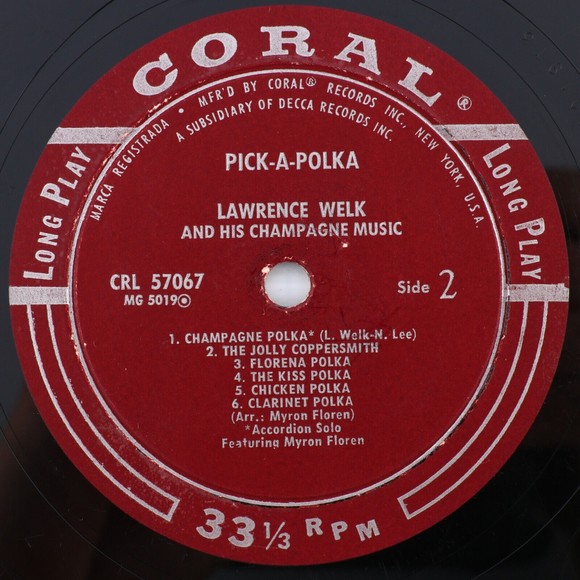 CORAL®
MARCA REGISTRADA • MFR'D BY CORAL® RECORDS INC., NEW YORK, U.S.A.
A SUBSIDIARY OF DECCA RECORDS INC.
LONG PLAY
LONG PLAY
PICK-A-POLKA
LAWRENCE WELK
AND HIS CHAMPAGNE MUSIC
CRL 57067
MG 5019
Side 2
1. CHAMPAGNE POLKA* (L. Welk-N. Lee)
2. THE JOLLY COPPERSMITH
3. FLORENA POLKA
4. THE KISS POLKA
5. CHICKEN POLKA
6. CLARINET POLKA
(Arr.: Myron Floren)
*Accordion Solo
Featuring Myron Floren
33 1/3 RPM